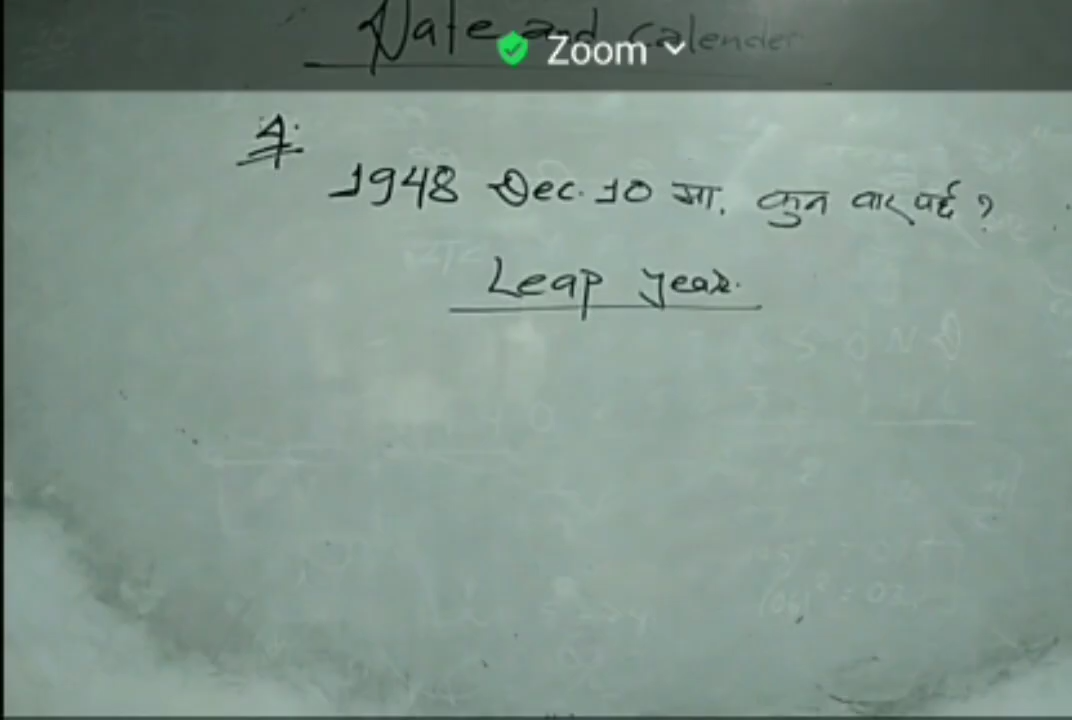 Date and Calender
Zoom
4.
1948 Dec. 10 मा. कुन वार पर्छ ?
Leap year.